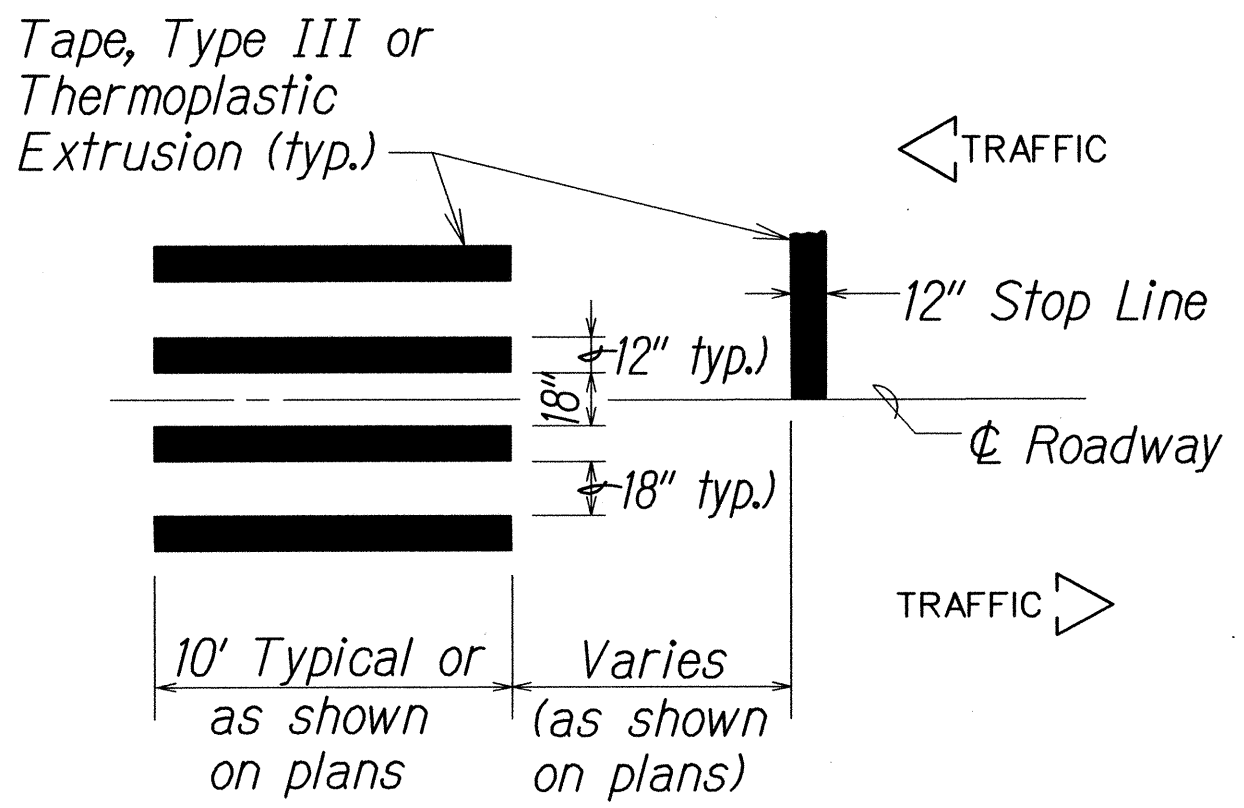 Tape, Type III or
Thermoplastic
Extrusion (typ.)
TRAFFIC
12" Stop Line
12" typ.)
18"
℄ Roadway
18" typ.)
TRAFFIC
10' Typical or
as shown
on plans
Varies
(as shown
on plans)